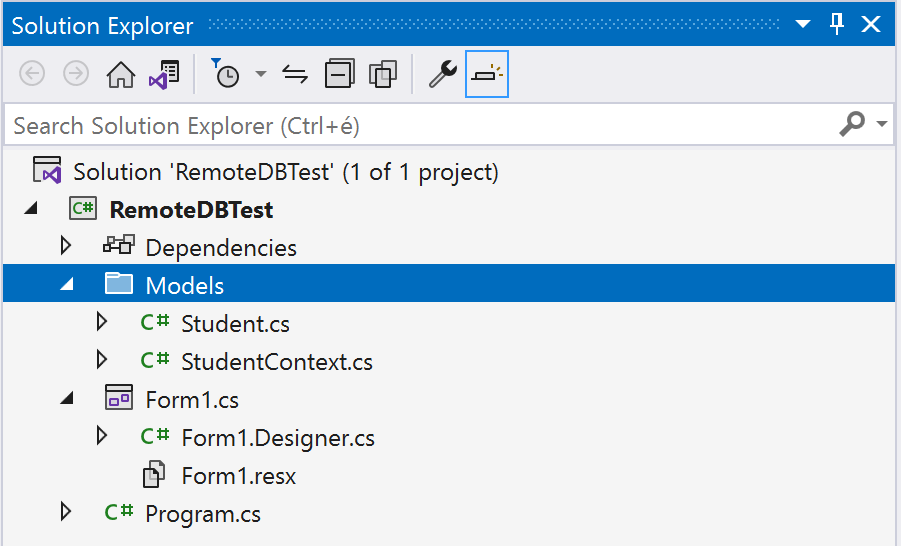 Solution Explorer
Search Solution Explorer (Ctrl+é)
Solution 'RemoteDBTest' (1 of 1 project)
C# RemoteDBTest
Dependencies
Models
C# Student.cs
C# StudentContext.cs
Form1.cs
C# Form1.Designer.cs
Form1.resx
C# Program.cs